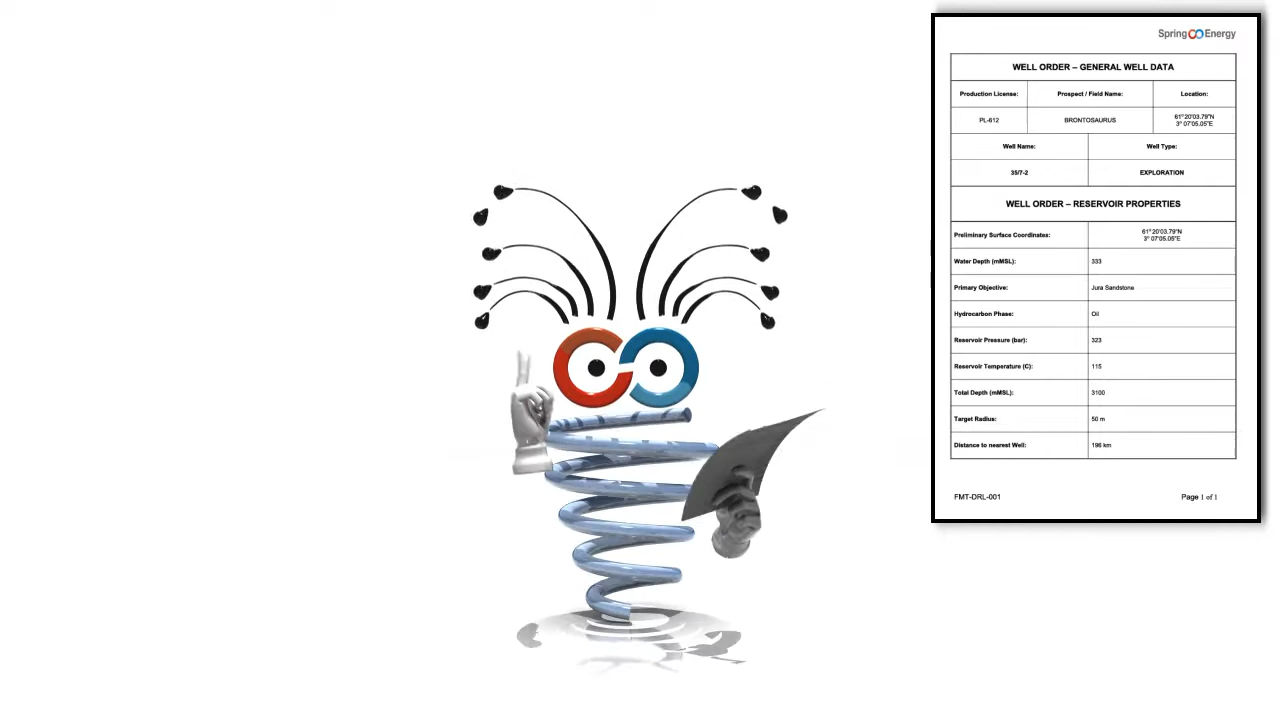 Spring Energy
WELL ORDER – GENERAL WELL DATA
Production License: Prospect / Field Name: Location:
PL-612 BRONTOSAURUS 61º 20'03.79"N
3º 07'05.05"E
Well Name: Well Type:
35/7-2 EXPLORATION
WELL ORDER – RESERVOIR PROPERTIES
Preliminary Surface Coordinates: 61º 20'03.79"N
3º 07'05.05"E
Water Depth (mMSL): 333
Primary Objective: Jura Sandstone
Hydrocarbon Phase: Oil
Reservoir Pressure (bar): 323
Reservoir Temperature (C): 115
Total Depth (mMSL): 3100
Target Radius: 50 m
Distance to nearest Well: 196 km
FMT-DRL-001 Page 1 of 1